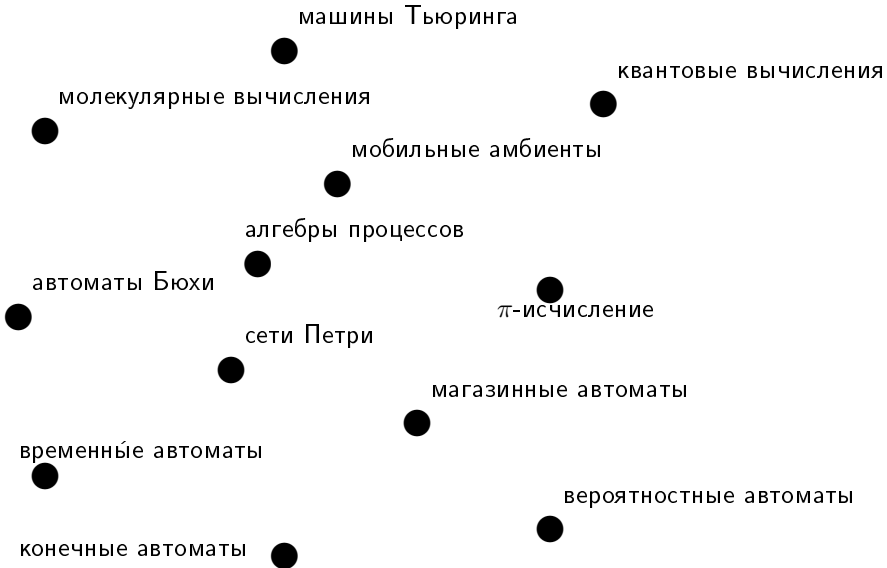 машины Тьюринга
квантовые вычисления
молекулярные вычисления
мобильные амбиенты
алгебры процессов
автоматы Бюхи
π-исчисление
сети Петри
магазинные автоматы
временны́е автоматы
вероятностные автоматы
конечные автоматы